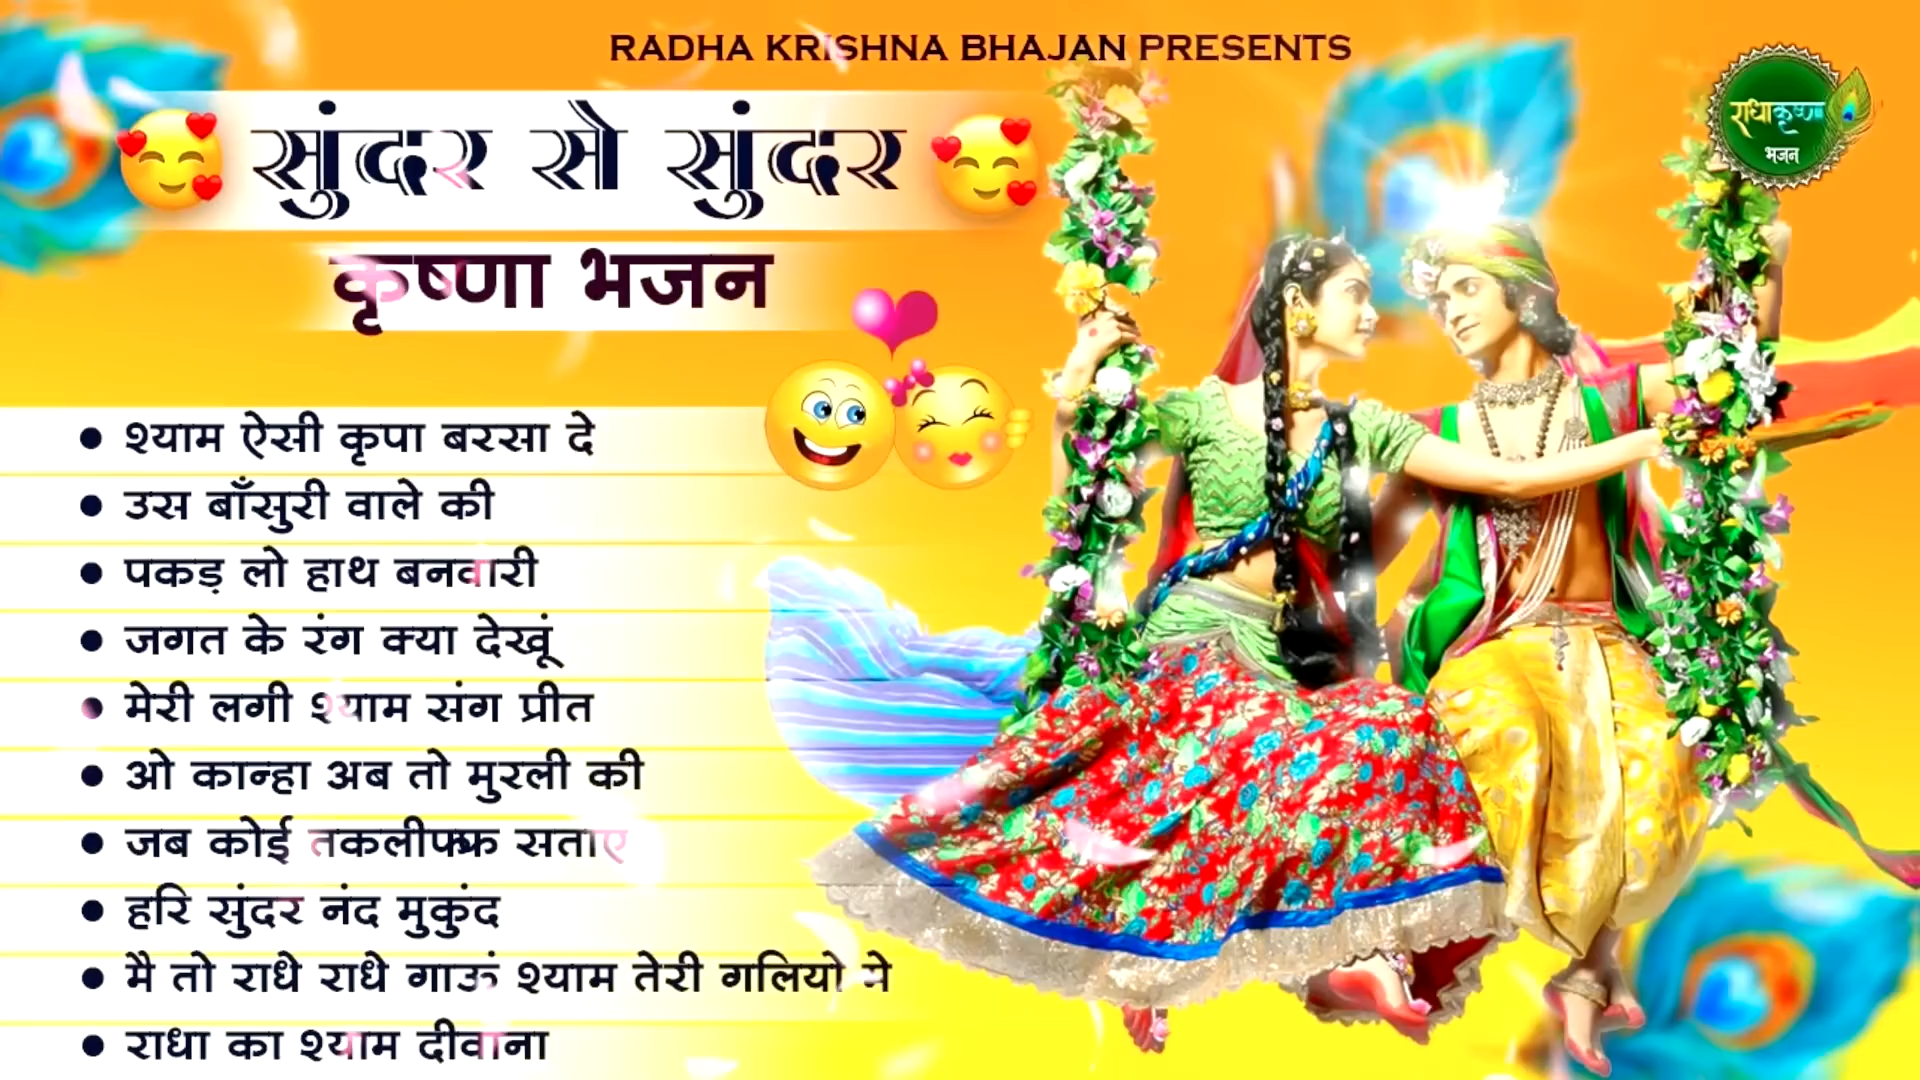 RADHA KRISHNA BHAJAN PRESENTS
राधाकृष्ण
भजन
सुंदर से सुंदर
कृष्णा भजन
• श्याम ऐसी कृपा बरसा दे
• उस बाँसुरी वाले की
• पकड़ लो हाथ बनवारी
• जगत के रंग क्या देखूं
• मेरी लगी श्याम संग प्रीत
• ओ कान्हा अब तो मुरली की
• जब कोई तकलीफ्फ सताए
• हरि सुंदर नंद मुकुंद
• मै तो राधे राधे गाऊं श्याम तेरी गलियो मे
• राधा का श्याम दीवाना